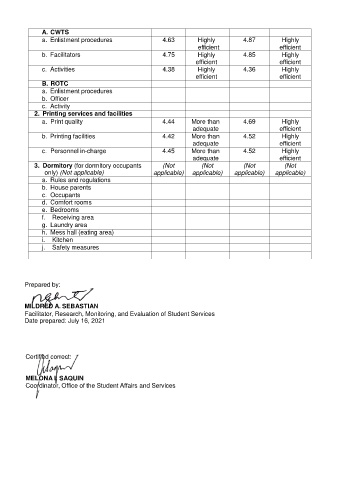 A. CWTS
a. Enlistment procedures 4.63 Highly efficient 4.87 Highly efficient
b. Facilitators 4.75 Highly efficient 4.85 Highly efficient
c. Activities 4.38 Highly efficient 4.36 Highly efficient
B. ROTC
a. Enlistment procedures
b. Officer
c. Activity
2. Printing services and facilities
a. Print quality 4.44 More than adequate 4.69 Highly efficient
b. Printing facilities 4.42 More than adequate 4.52 Highly efficient
c. Personnel in-charge 4.45 More than adequate 4.52 Highly efficient
3. Dormitory (for dormitory occupants only) (Not applicable) (Not applicable) (Not applicable) (Not applicable) (Not applicable)
a. Rules and regulations
b. House parents
c. Occupants
d. Comfort rooms
e. Bedrooms
f. Receiving area
g. Laundry area
h. Mess hall (eating area)
i. Kitchen
j. Safety measures
Prepared by:
MILDRED A. SEBASTIAN
Facilitator, Research, Monitoring, and Evaluation of Student Services
Date prepared: July 16, 2021
Certified correct:
MELONA I. SAQUIN
Coordinator, Office of the Student Affairs and Services